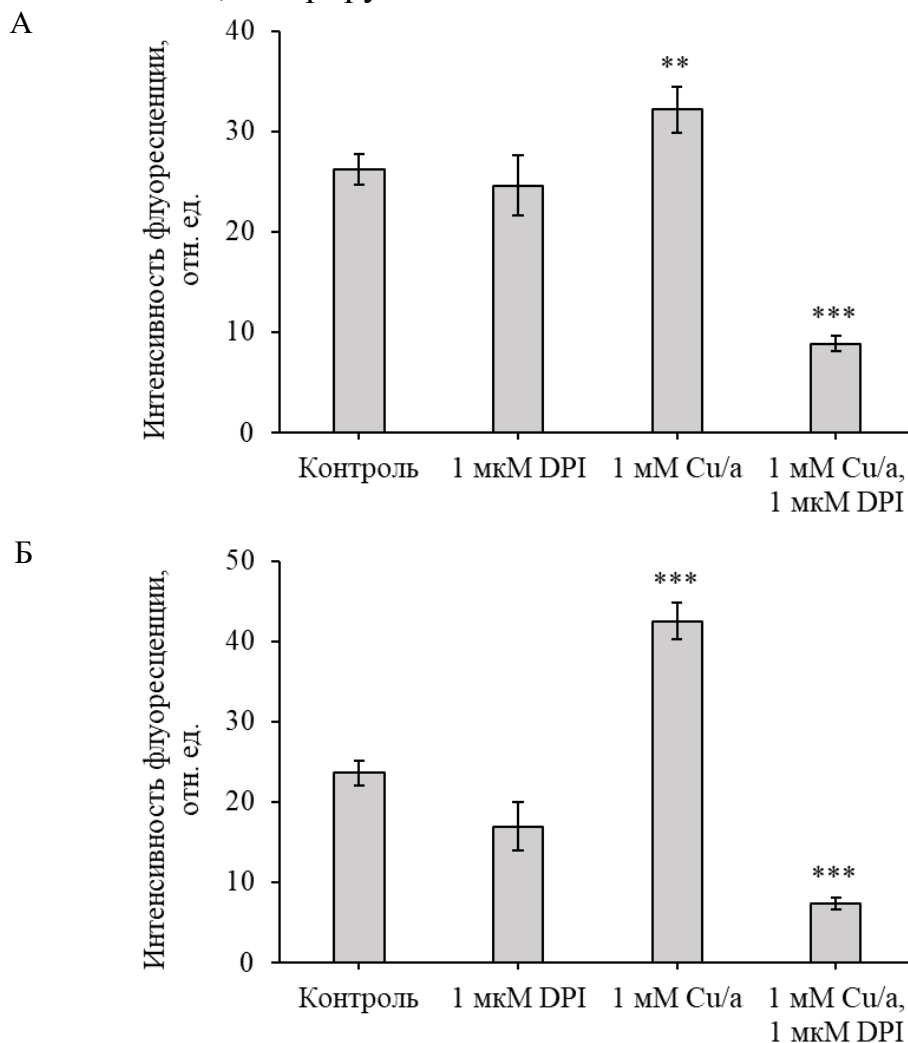 А
Интенсивность флуоресценции,
отн. ед.
40
30
20
10
0
**
***
Контроль
1 мкМ DPI
1 мМ Cu/a
1 мМ Cu/a,
1 мкМ DPI
Б
Интенсивность флуоресценции,
отн. ед.
50
40
30
20
10
0
***
***
Контроль
1 мкМ DPI
1 мМ Cu/a
1 мМ Cu/a,
1 мкМ DPI